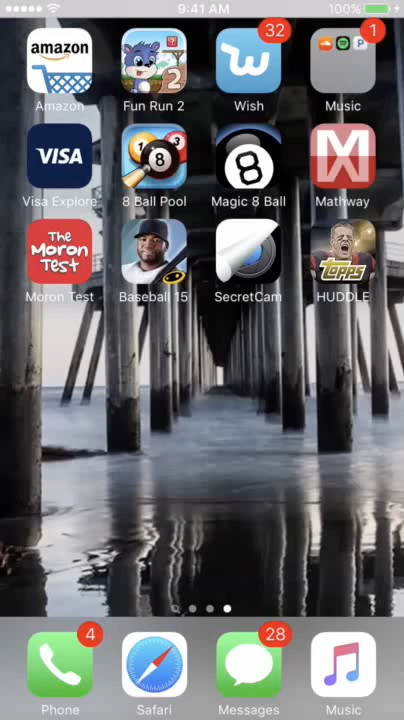 9:41 AM 100%
amazon 32 1
Amazon Fun Run 2 Wish Music
VISA 8 8
Visa Explore 8 Ball Pool Magic 8 Ball Mathway
The
Moron
Test TOPPS
Moron Test Baseball 15 SecretCam HUDDLE
4 28
Phone Safari Messages Music